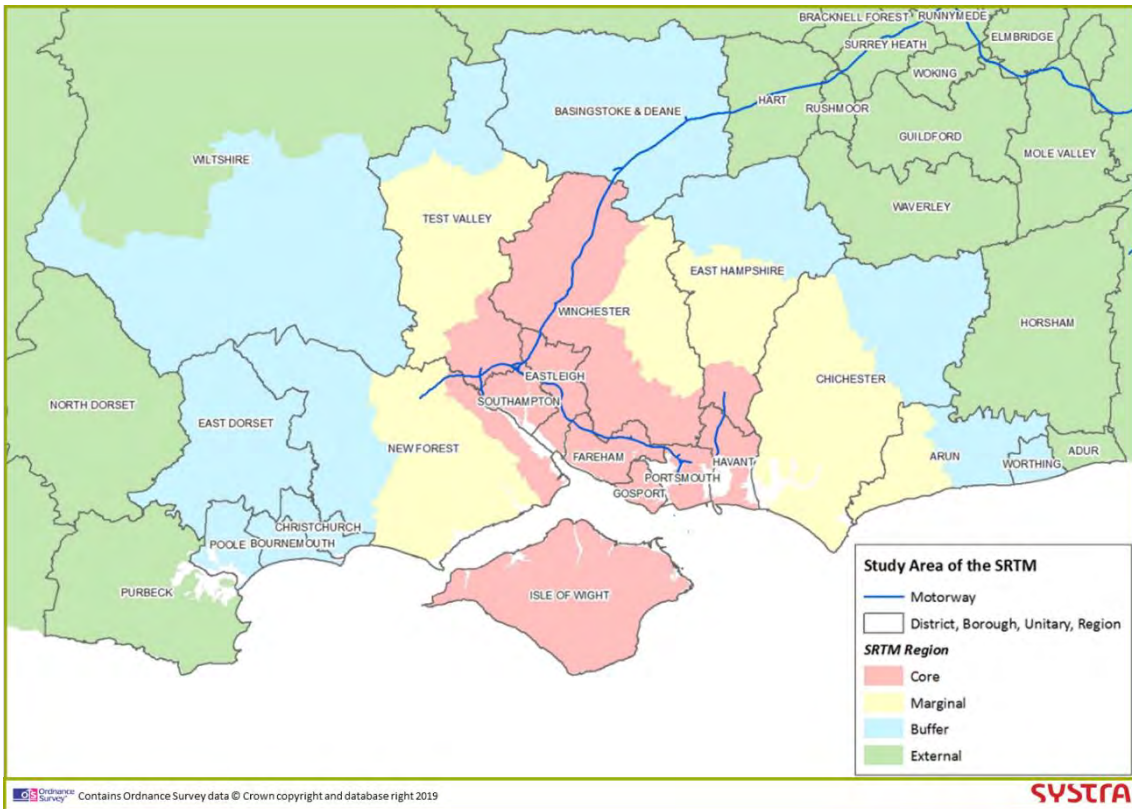 BRACKNELL FOREST
RUNNYMEDE
ELMBRIDGE
SURREY HEATH
WOKING
BASINGSTOKE & DEANE
HART
RUSHMOOR
GUILDFORD
MOLE VALLEY
WILTSHIRE
WAVERLEY
TEST VALLEY
EAST HAMPSHIRE
WINCHESTER
HORSHAM
EASTLEIGH
CHICHESTER
SOUTHAMPTON
NORTH DORSET
EAST DORSET
NEW FOREST
FAREHAM
HAVANT
ARUN
WORTHING
ADUR
PORTSMOUTH
GOSPORT
CHRISTCHURCH
POOLE
BOURNEMOUTH
PURBECK
ISLE OF WIGHT
Study Area of the SRTM
Motorway
District, Borough, Unitary, Region
SRTM Region
Core
Marginal
Buffer
External
OS Ordnance Survey® Contains Ordnance Survey data © Crown copyright and database right 2019
SYSTRA